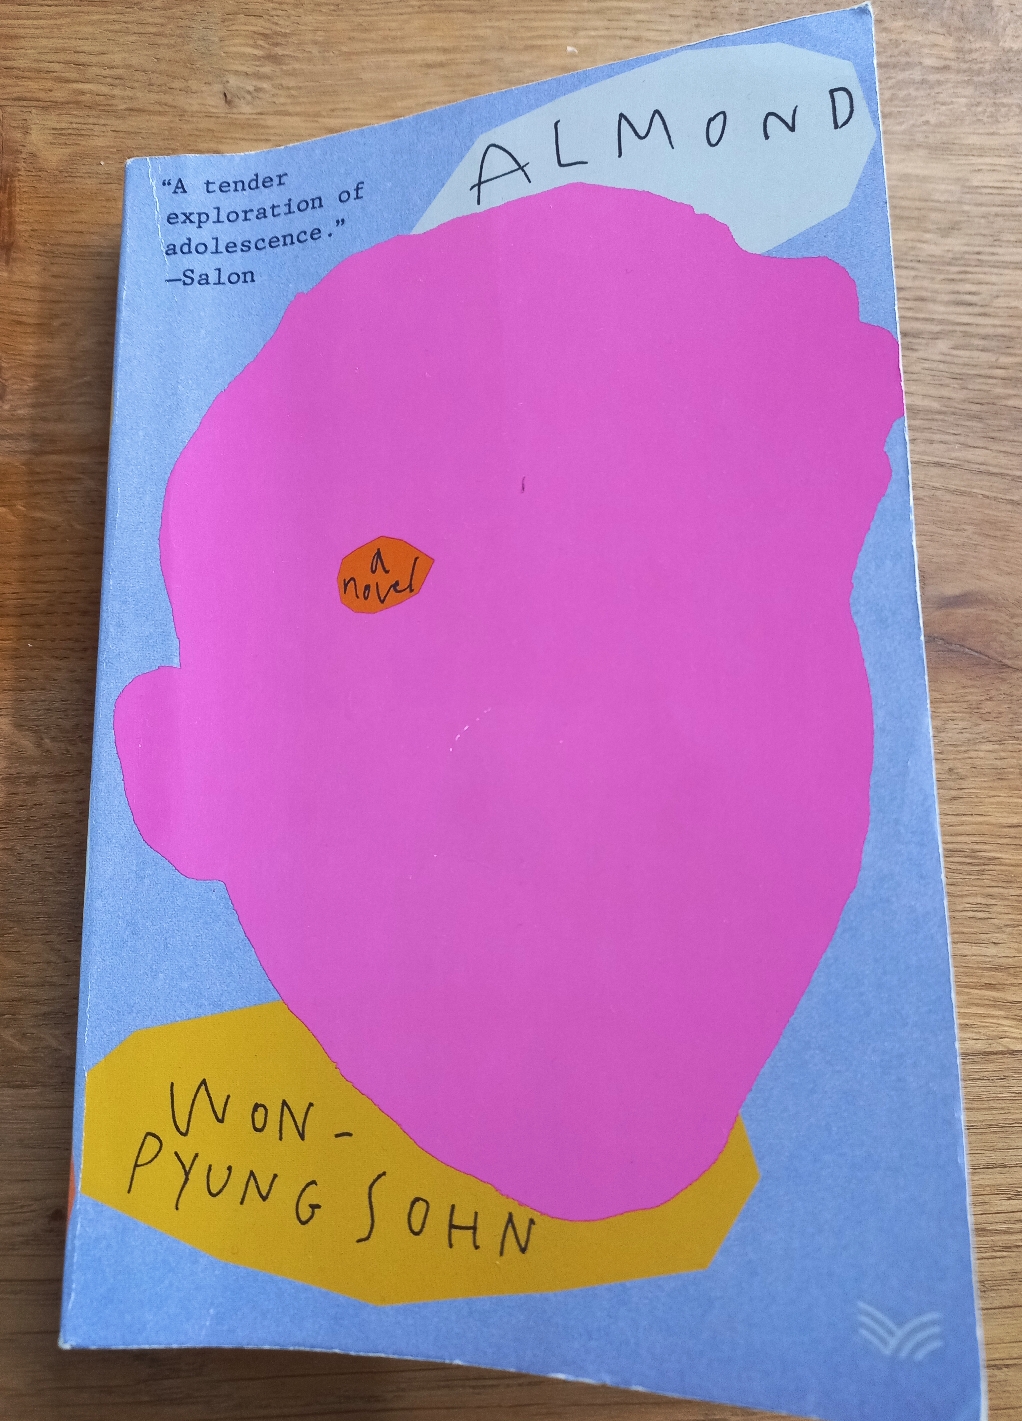 ALMOND
“A tender
exploration of
adolescence.”
—Salon
a
novel
WON-
PYUNG SOHN